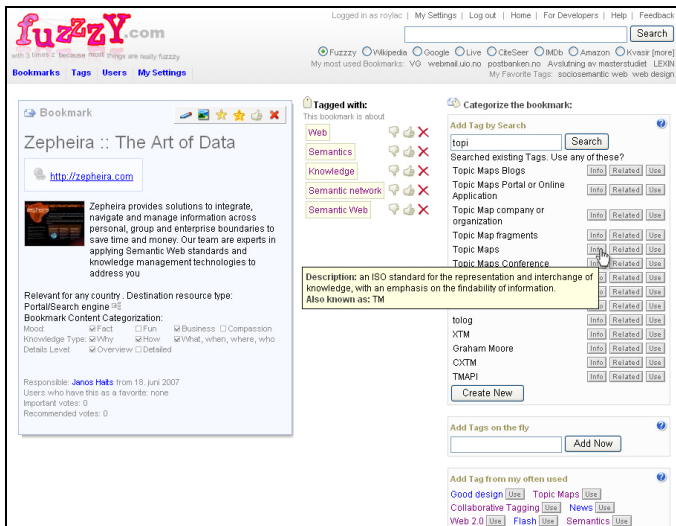 Logged in as roylac | My Settings | Log out | Home | For Developers | Help | Feedback
fuzzzy.com
with 3 times z because most things are really fuzzzy
Search
Fuzzzy Wikipedia Google Live CiteSeer IMDb Amazon Kvasir [more]
My most used Bookmarks: VG webmail.uio.no postbanken.no Avslutning av masterstudiet LEXIN
My Favorite Tags: sociosemantic web web design
Bookmarks Tags Users My Settings
Bookmark
Zepheira :: The Art of Data
http://zepheira.com
Zepheira provides solutions to integrate,
navigate and manage information across
personal, group and enterprise boundaries to
save time and money. Our team are experts in
applying Semantic Web standards and
knowledge management technologies to
address you
Relevant for any country . Destination resource type:
Portal/Search engine
Bookmark Content Categorization:
Mood: Fact Fun Business Compassion
Knowledge Type: Why How What, when, where, who
Details Level: Overview Detailed
Responsible: Janos Haits from 18. juni 2007
Users who have this as a favorite: none
Important votes: 0
Recommended votes: 0
Tagged with:
This bookmark is about
Web
Semantics
Knowledge
Semantic network
Semantic Web
Categorize the bookmark:
Add Tag by Search
topi Search
Searched existing Tags. Use any of these?
Topic Maps Blogs Info Related Use
Topic Maps Portal or Online
Application Info Related Use
Topic Map company or
organization Info Related Use
Topic Map fragments Info Related Use
Topic Maps Info Related Use
Topic Maps Conference Info Related Use
Description: an ISO standard for the representation and interchange of
knowledge, with an emphasis on the findability of information.
Also known as: TM
Info Related Use
tolog Info Related Use
XTM Info Related Use
Graham Moore Info Related Use
CXTM Info Related Use
TMAPI Info Related Use
Create New
Add Tags on the fly
Add Now
Add Tag from my often used
Good design Use Topic Maps Use
Collaborative Tagging Use News Use
Web 2.0 Use Flash Use Semantics Use